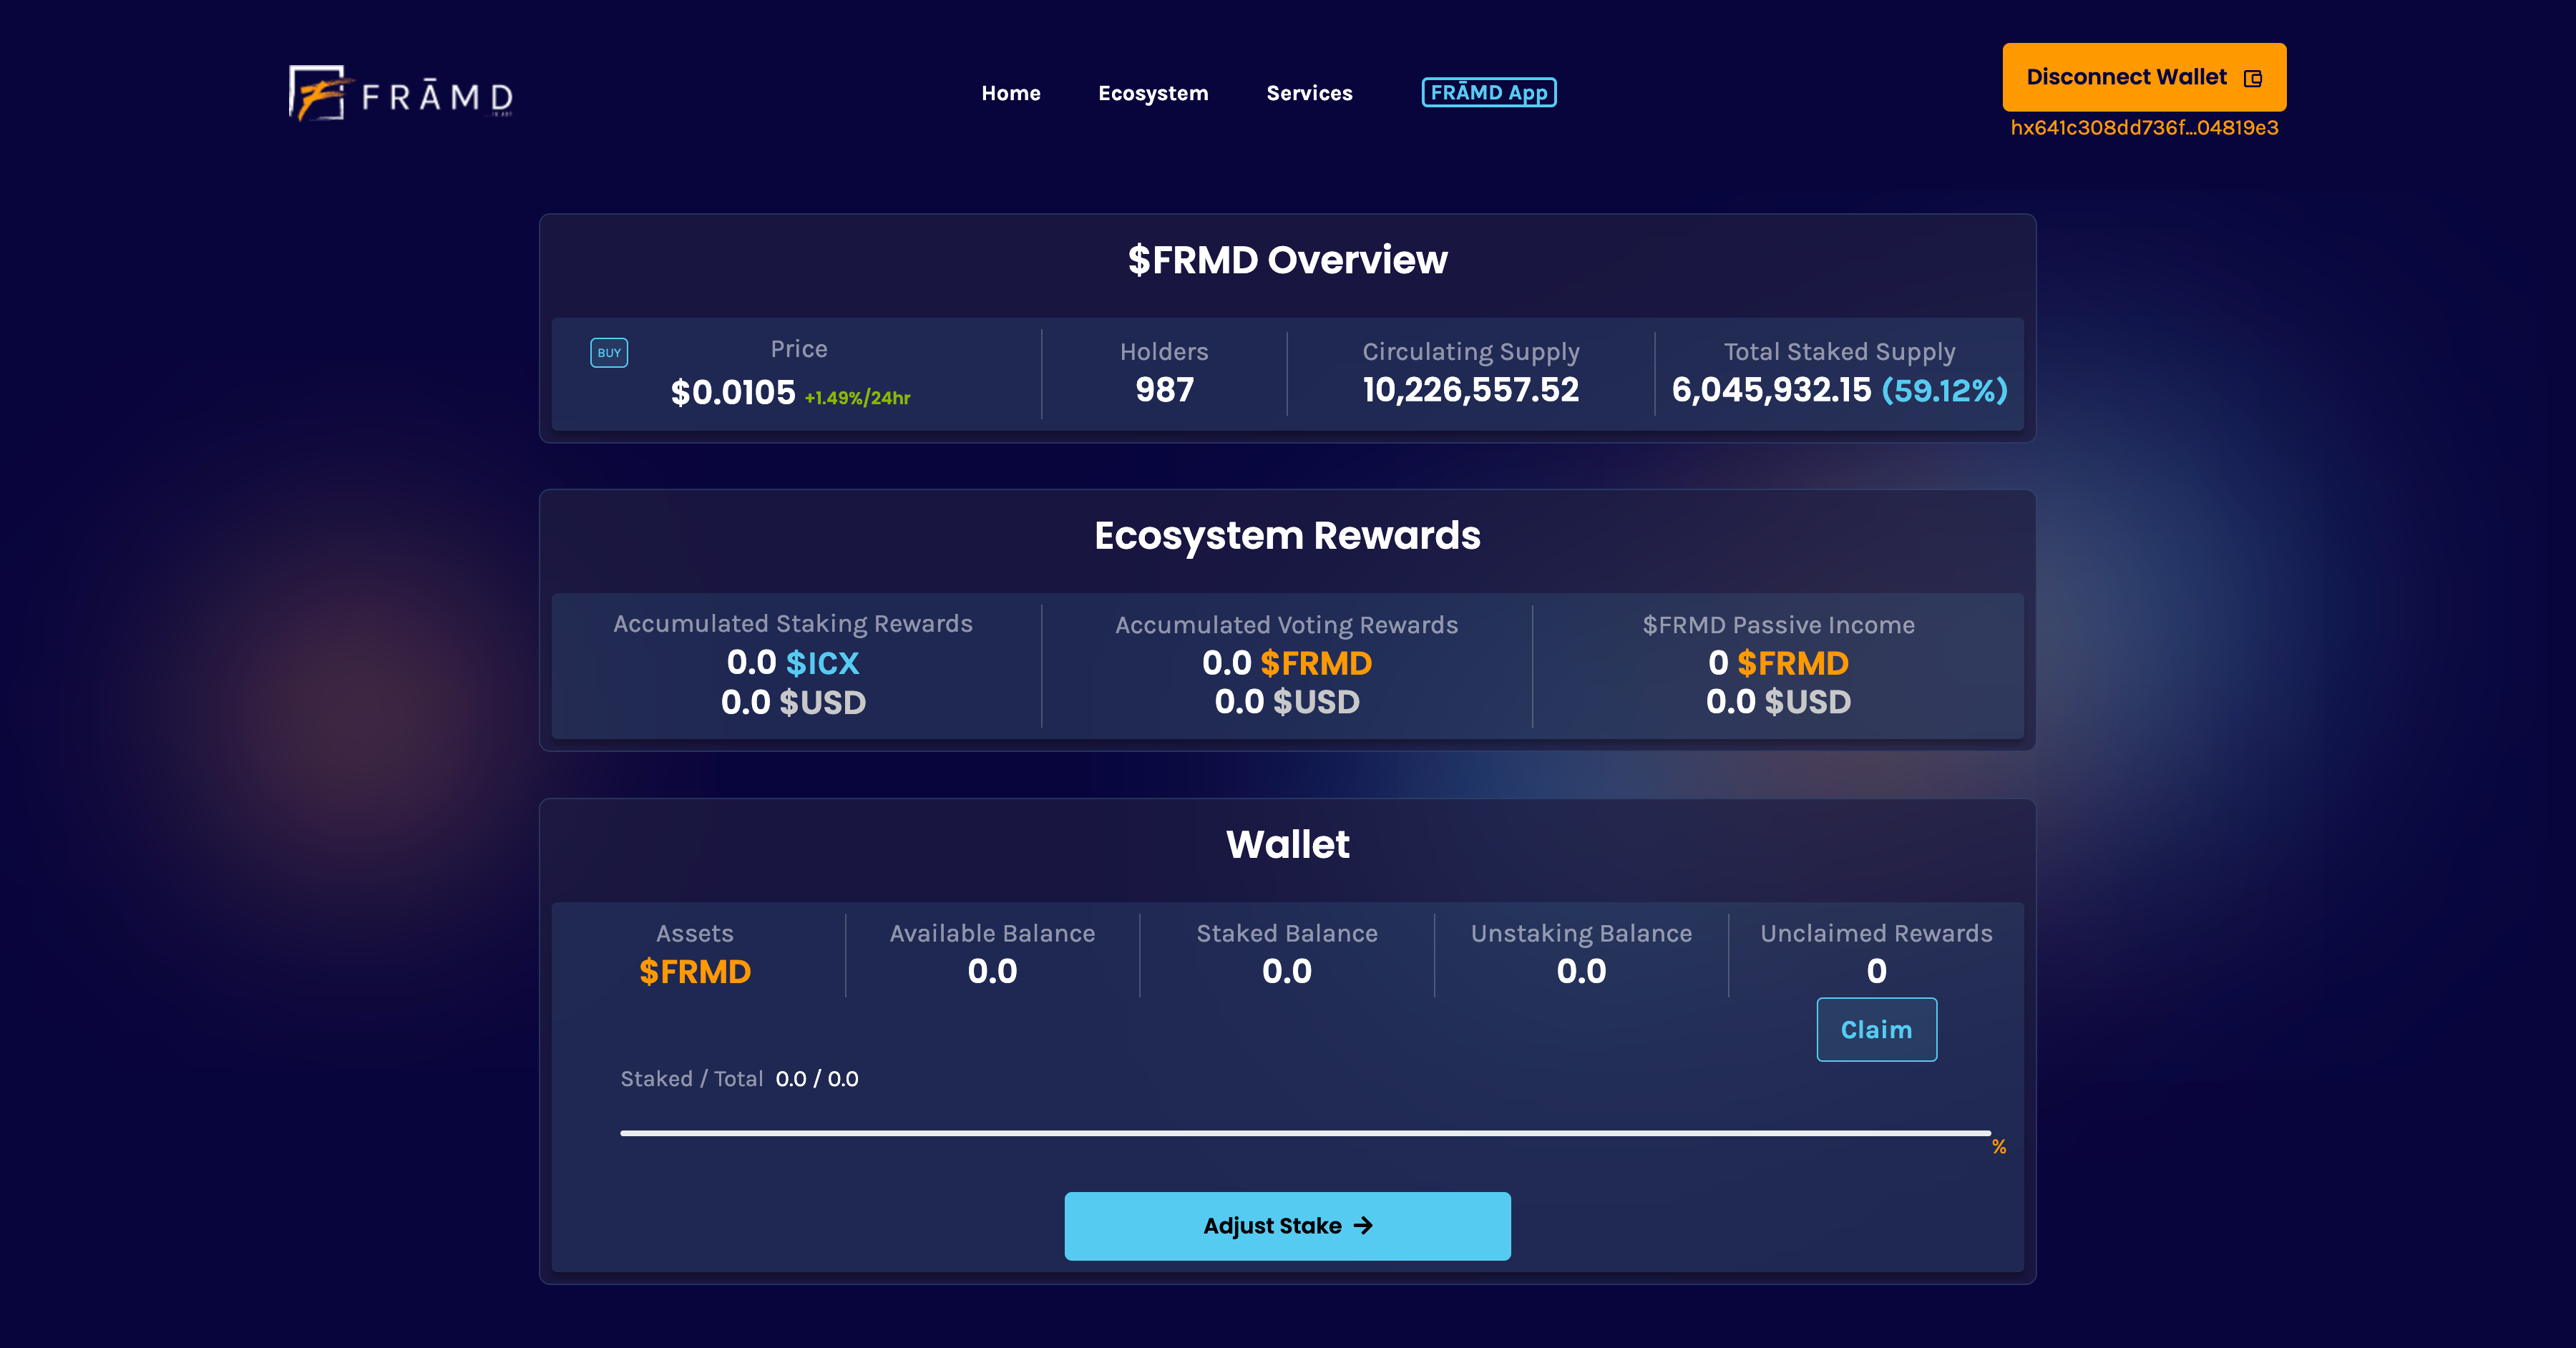 FRĀMD
Home
Ecosystem
Services
FRĀMD App
Disconnect Wallet
hx641c308dd736f...04819e3
$FRMD Overview
BUY
Price
$0.0105 +1.49%/24hr
Holders
987
Circulating Supply
10,226,557.52
Total Staked Supply
6,045,932.15 (59.12%)
Ecosystem Rewards
Accumulated Staking Rewards
0.0 $ICX
0.0 $USD
Accumulated Voting Rewards
0.0 $FRMD
0.0 $USD
$FRMD Passive Income
0 $FRMD
0.0 $USD
Wallet
Assets
$FRMD
Available Balance
0.0
Staked Balance
0.0
Unstaking Balance
0.0
Unclaimed Rewards
0
Claim
Staked / Total 0.0 / 0.0
%
Adjust Stake →